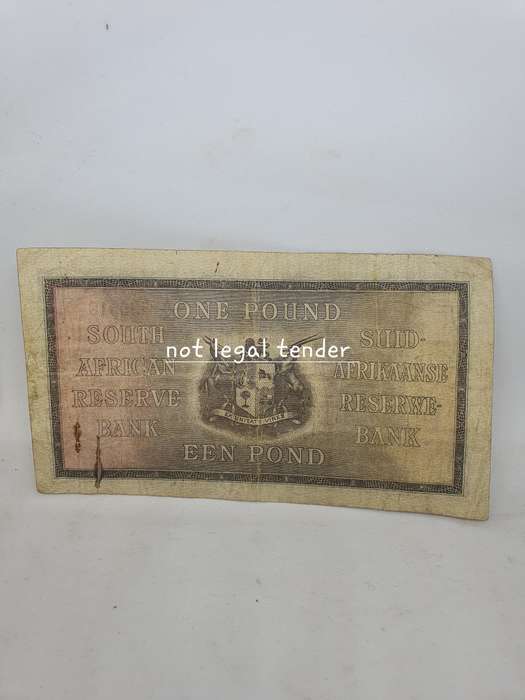 ONE POUND
SOUTH
AFRICAN
RESERVE
BANK
not legal tender
SUID-
AFRIKAANSE
RESERWE-
BANK
EEN POND